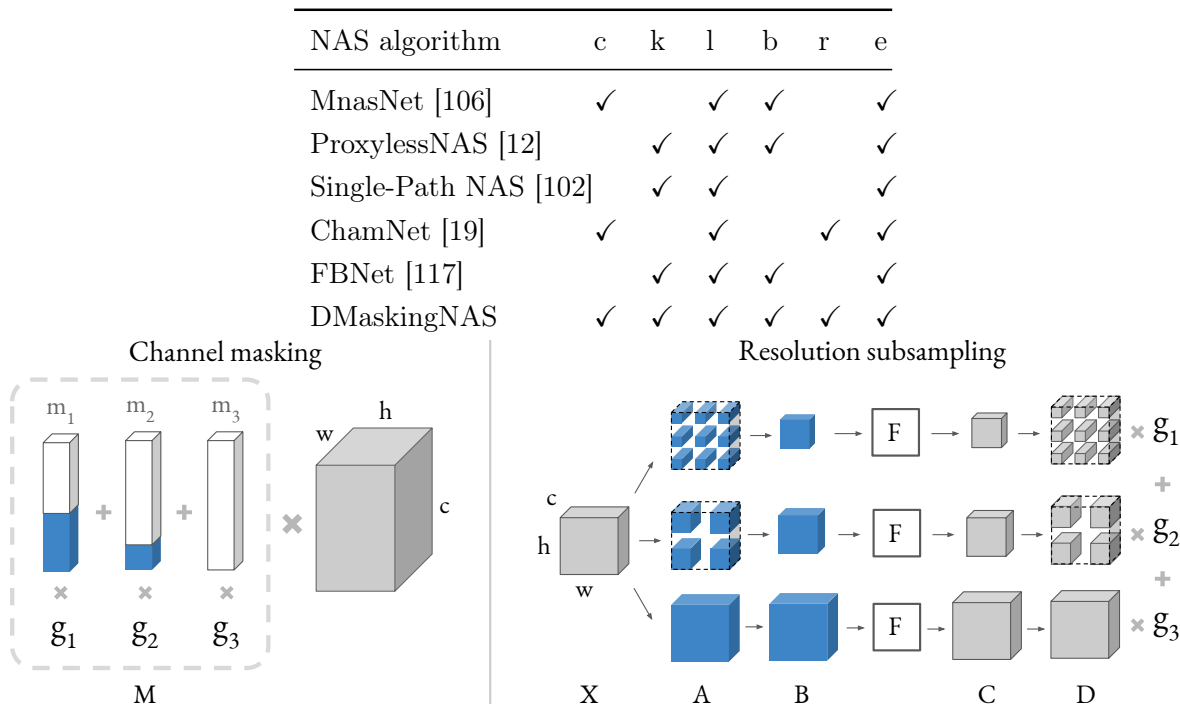 NAS algorithm c k l b r e
MnasNet [106] ✓ ✓ ✓ ✓
ProxylessNAS [12] ✓ ✓ ✓ ✓
Single-Path NAS [102] ✓ ✓ ✓
ChamNet [19] ✓ ✓ ✓ ✓
FBNet [117] ✓ ✓ ✓ ✓
DMaskingNAS ✓ ✓ ✓ ✓ ✓ ✓
Channel masking
m₁ m₂ m₃
+ +
× × ×
g₁ g₂ g₃
M
×
h
w
c
Resolution subsampling
F × g₁
+
c
h
w
F × g₂
+
F × g₃
X A B C D